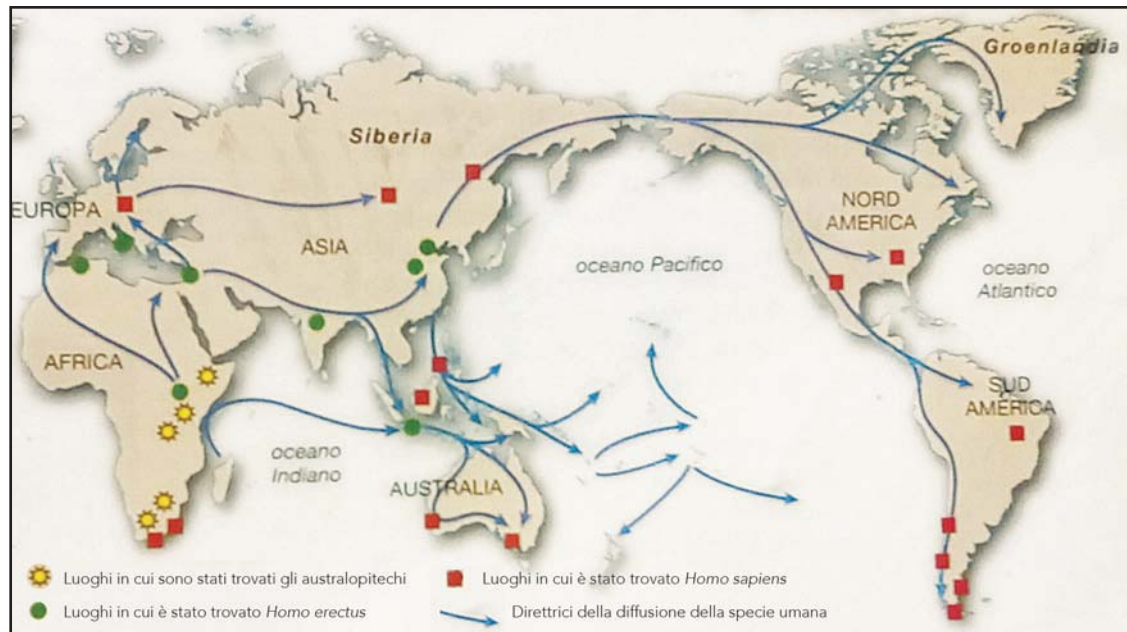 Groenlandia
Siberia
EUROPA
ASIA
NORD
AMERICA
oceano Pacifico
oceano
Atlantico
AFRICA
SUD
AMERICA
oceano
Indiano
AUSTRALIA
Luoghi in cui sono stati trovati gli australopitechi
Luoghi in cui è stato trovato Homo sapiens
Luoghi in cui è stato trovato Homo erectus
Direttrici della diffusione della specie umana